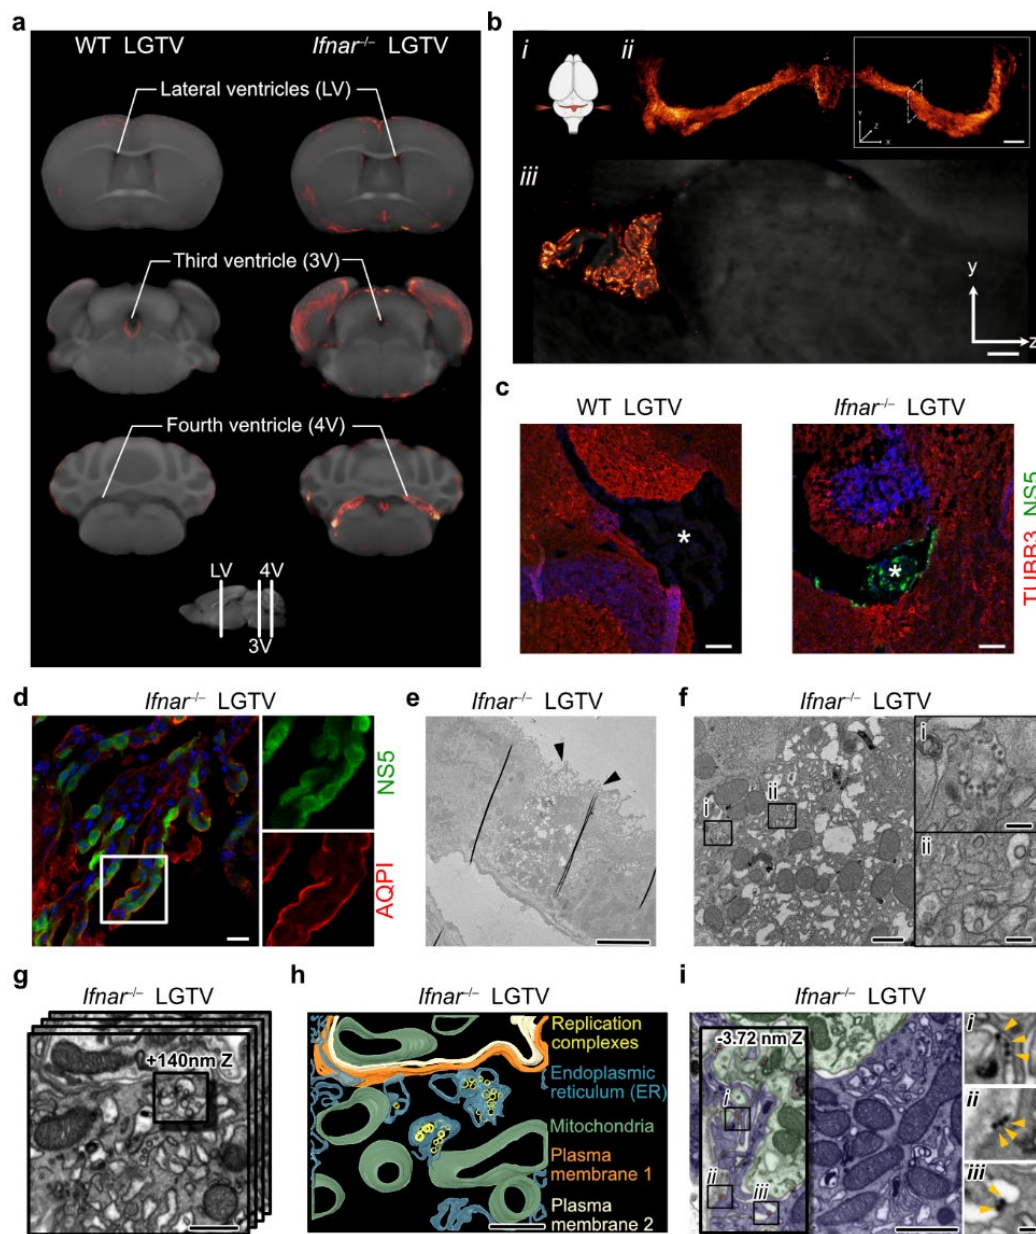 a
WT LGTV
Ifnar–/– LGTV
Lateral ventricles (LV)
Third ventricle (3V)
Fourth ventricle (4V)
LV
4V
3V
b
i
ii
Y
Z
X
iii
y
z
c
WT LGTV
Ifnar–/– LGTV
*
*
TUBB3 NS5
d
Ifnar–/– LGTV
NS5
AQPI
e
Ifnar–/– LGTV
f
Ifnar–/– LGTV
i
ii
i
ii
g
Ifnar–/– LGTV
+140nm Z
h
Ifnar–/– LGTV
Replication
complexes
Endoplasmic
reticulum (ER)
Mitochondria
Plasma
membrane 1
Plasma
membrane 2
i
Ifnar–/– LGTV
-3.72 nm Z
i
ii
iii
i
ii
iii